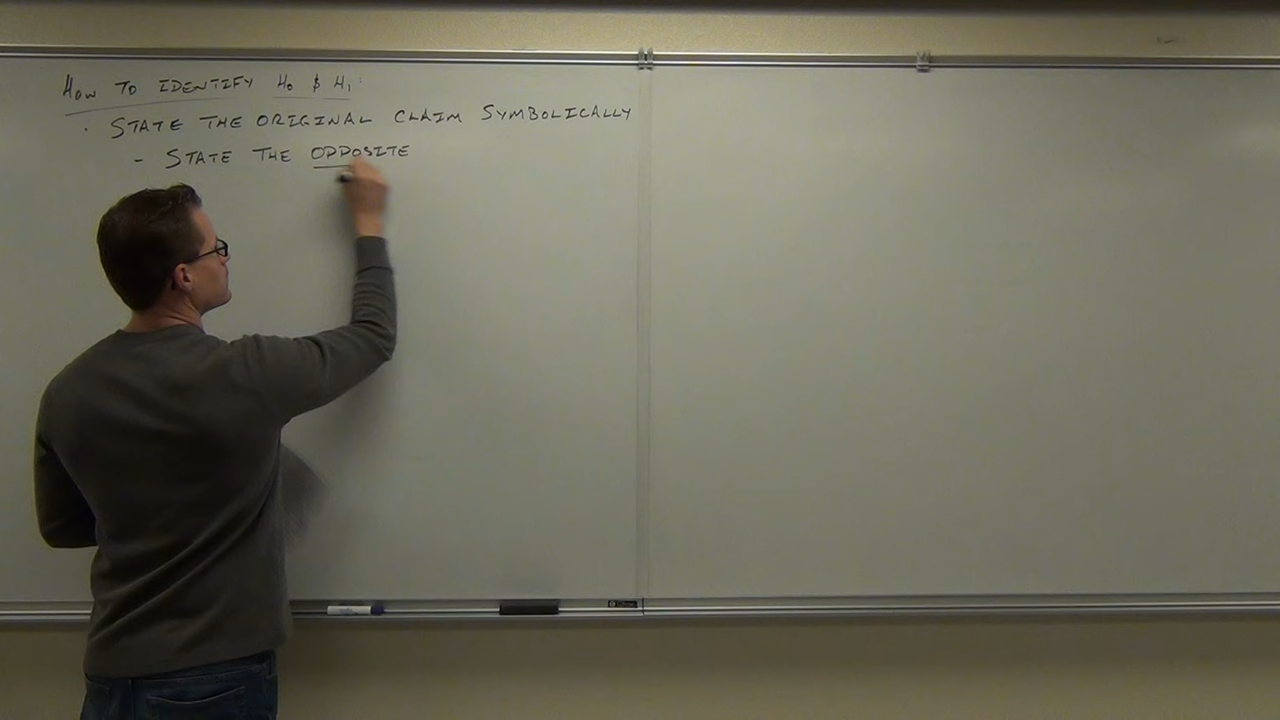 HOW TO IDENTIFY H₀ & H₁:
· STATE THE ORIGINAL CLAIM SYMBOLICALLY
- STATE THE OPPOSITE